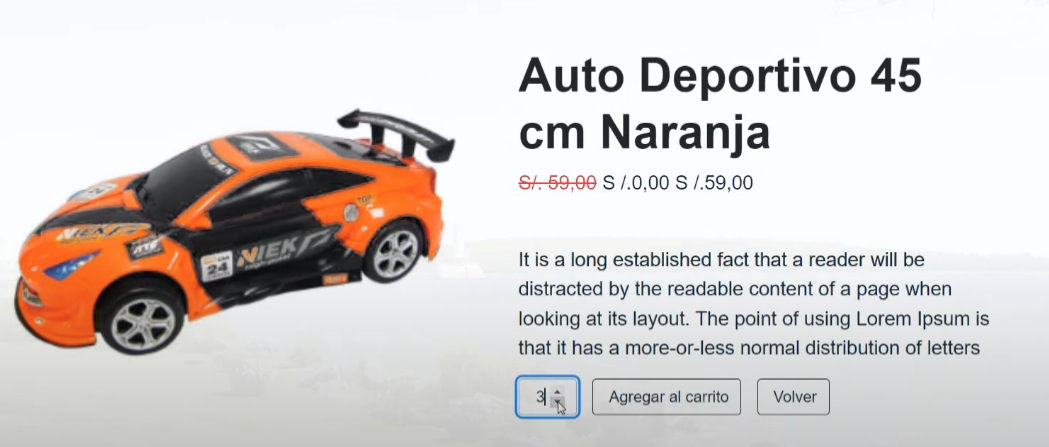 Auto Deportivo 45
cm Naranja
S/. 59,00 S /.0,00 S /.59,00
It is a long established fact that a reader will be
distracted by the readable content of a page when
looking at its layout. The point of using Lorem Ipsum is
that it has a more-or-less normal distribution of letters
3 Agregar al carrito Volver
NIEK
24